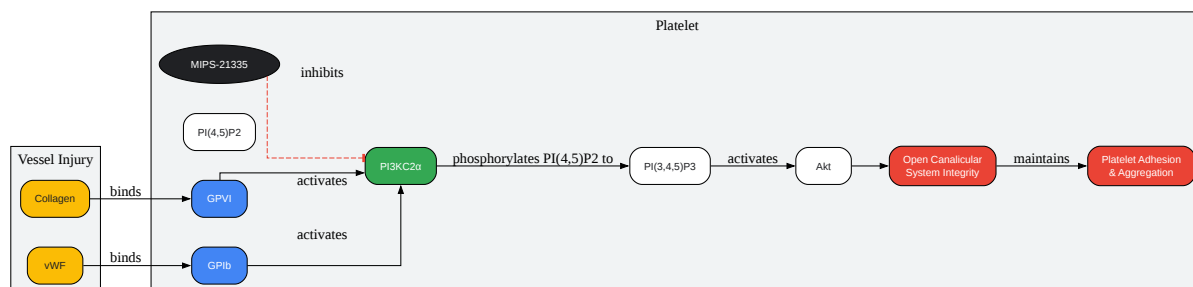 Platelet
MIPS-21335
inhibits
PI(4,5)P2
Vessel Injury
PI3KC2α
phosphorylates PI(4,5)P2 to
PI(3,4,5)P3
activates
Akt
Open Canalicular
System Integrity
maintains
Platelet Adhesion
& Aggregation
Collagen
binds
GPVI
activates
vWF
binds
GPIb
activates